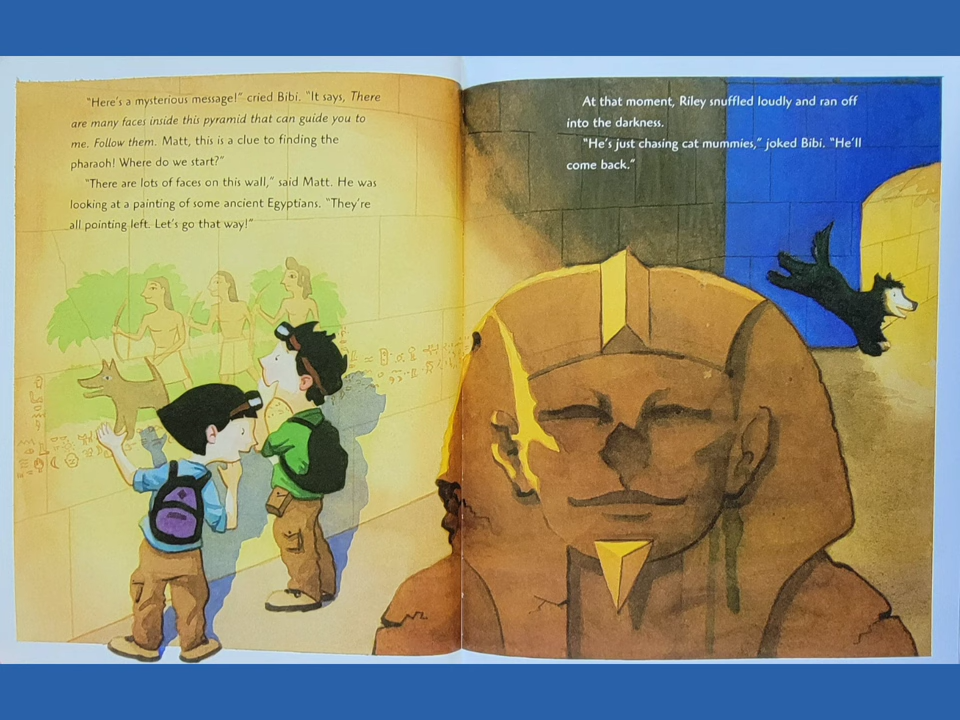 "Here's a mysterious message!" cried Bibi. "It says, There
are many faces inside this pyramid that can guide you to
me. Follow them. Matt, this is a clue to finding the
pharaoh! Where do we start?"
"There are lots of faces on this wall," said Matt. He was
looking at a painting of some ancient Egyptians. "They're
all pointing left. Let's go that way!"
At that moment, Riley snuffled loudly and ran off
into the darkness.
"He's just chasing cat mummies," joked Bibi. "He'll
come back."